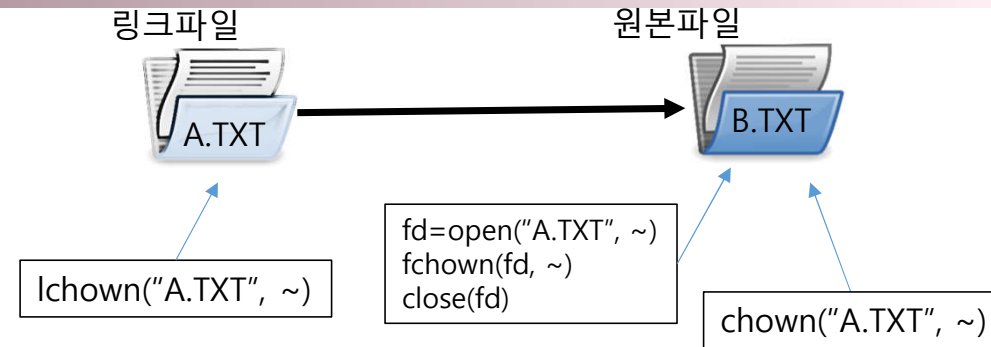 링크파일
원본파일
A.TXT
B.TXT
lchown("A.TXT", ~)
fd=open("A.TXT", ~)
fchown(fd, ~)
close(fd)
chown("A.TXT", ~)